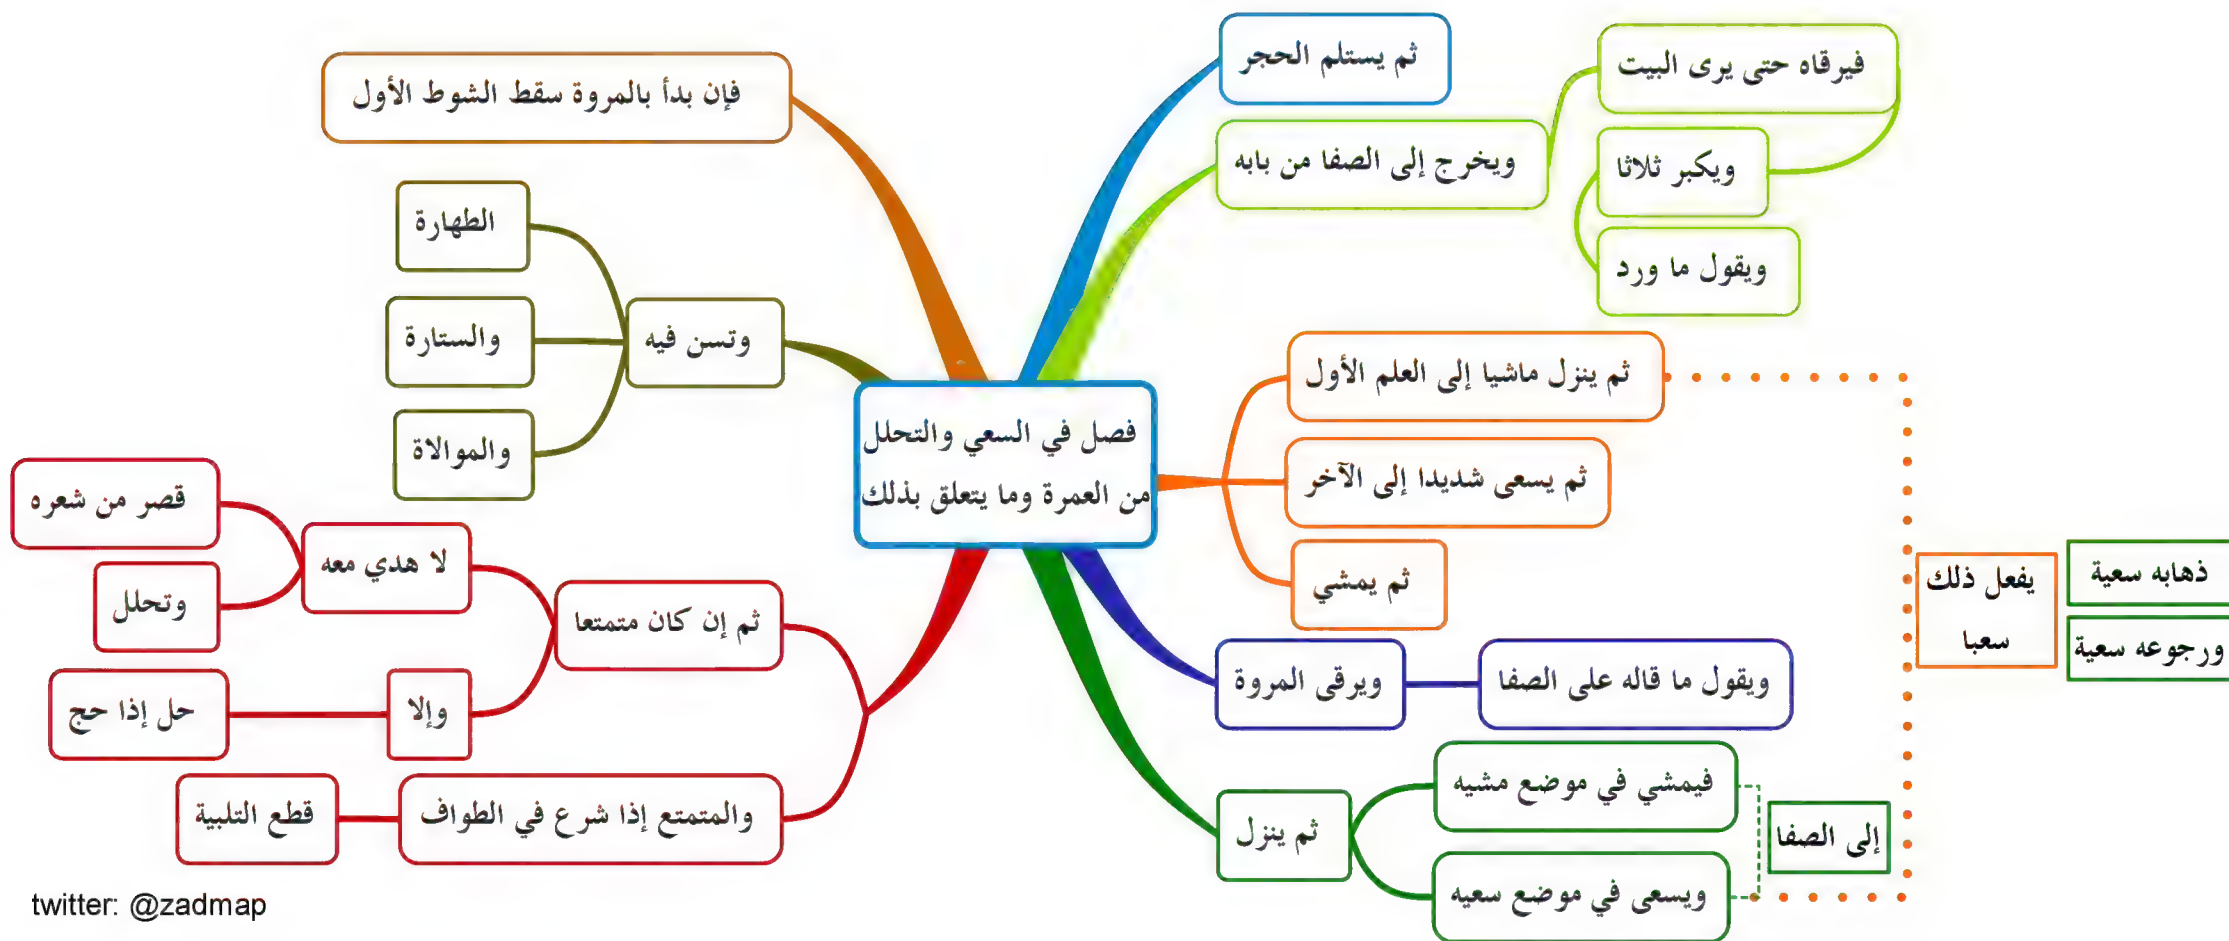 فصل في السعي والتحلل
من العمرة وما يتعلق بذلك
ثم يستلم الحجر
ويخرج إلى الصفا من بابه
فيرقاه حتى يرى البيت
ويكبر ثلاثا
ويقول ما ورد
ثم ينزل ماشيا إلى العلم الأول
ثم يسعى شديدا إلى الآخر
ثم يمشي
ويرقى المروة
ويقول ما قاله على الصفا
ثم ينزل
فيمشي في موضع مشيه
ويسعى في موضع سعيه
إلى الصفا
يفعل ذلك
سعبا
ذهابه سعية
ورجوعه سعية
فإن بدأ بالمروة سقط الشوط الأول
وتسن فيه
الطهارة
والستارة
والموالاة
ثم إن كان متمتعا
لا هدي معه
قصر من شعره
وتحلل
وإلا
حل إذا حج
والمتمتع إذا شرع في الطواف
قطع التلبية
twitter: @zadmap